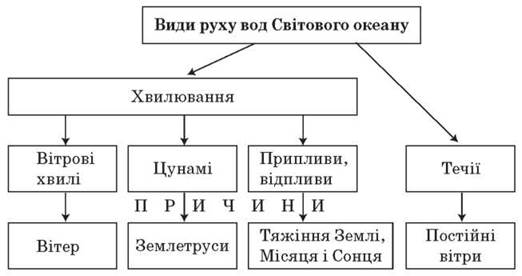 Види руху вод Світового океану
Хвилювання
Вітрові
хвилі
Цунамі
Припливи,
відпливи
Течії
П Р И Ч И Н И
Вітер
Землетруси
Тяжіння Землі,
Місяця і Сонця
Постійні
вітри